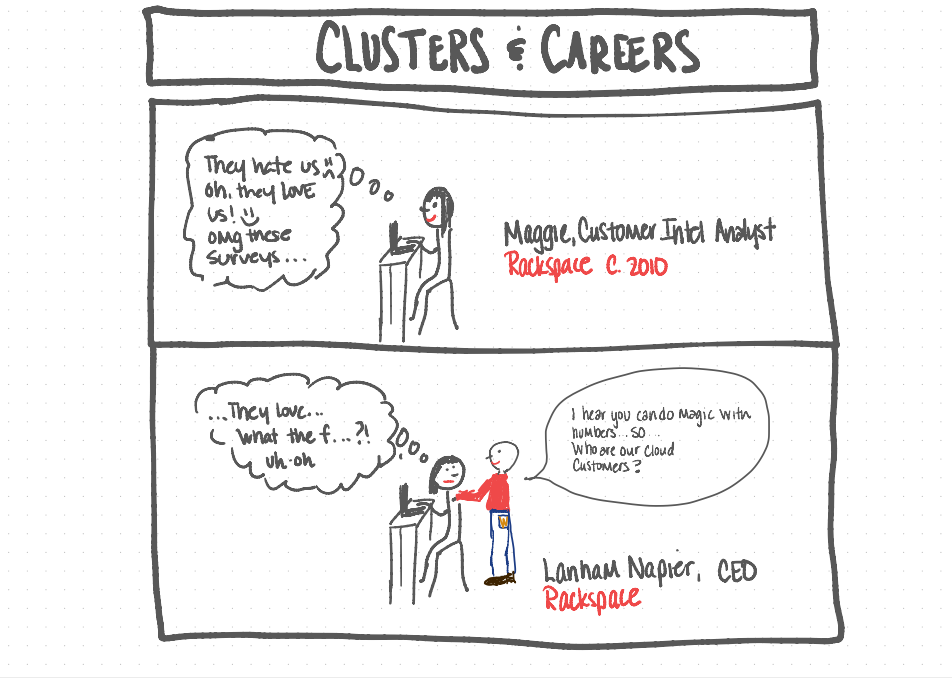 CLUSTERS & CAREERS
They hate us
oh, they LOVE
us!
omg these
surveys...
Maggie, Customer Intel Analyst
Rackspace C. 2010
...They love...
What the f...?!
uh-oh
I hear you can do Magic with
numbers...so...
Who are our Cloud
Customers?
Lanham Napier, CEO
Rackspace